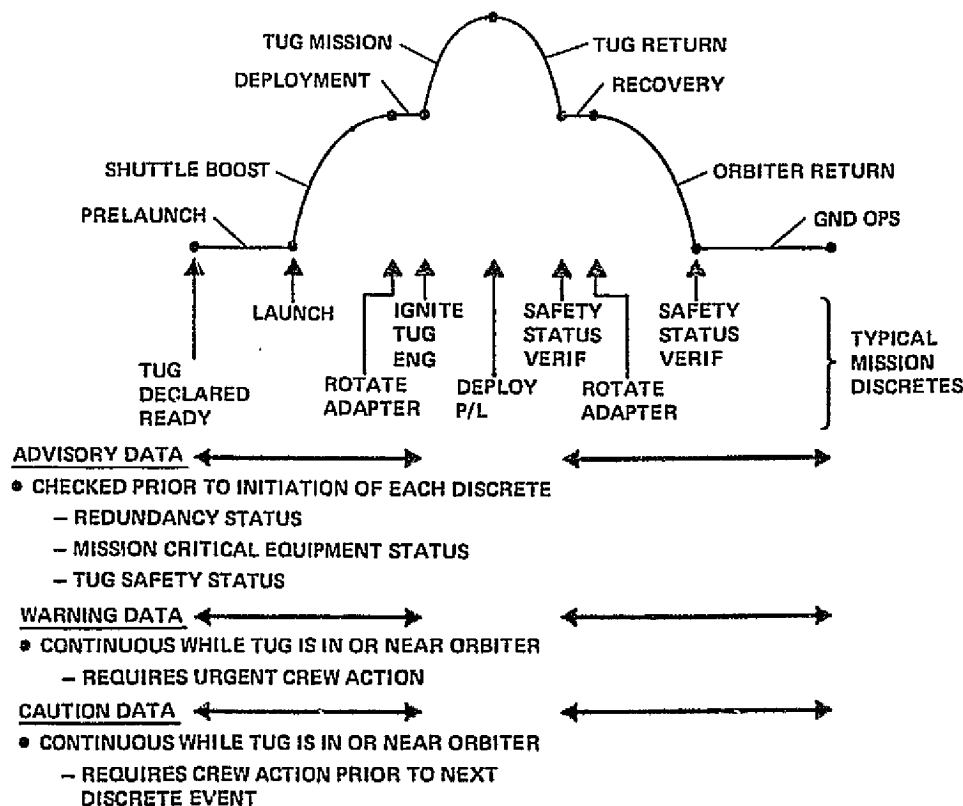 TUG MISSION
TUG RETURN
DEPLOYMENT
RECOVERY
SHUTTLE BOOST
ORBITER RETURN
PRELAUNCH
GND OPS
LAUNCH
IGNITE
TUG
ENG
SAFETY
STATUS
VERIF
SAFETY
STATUS
VERIF
TYPICAL
MISSION
DISCRETES
TUG
DECLARED
READY
ROTATE
ADAPTER
DEPLOY
P/L
ROTATE
ADAPTER
ADVISORY DATA
• CHECKED PRIOR TO INITIATION OF EACH DISCRETE
– REDUNDANCY STATUS
– MISSION CRITICAL EQUIPMENT STATUS
– TUG SAFETY STATUS
WARNING DATA
• CONTINUOUS WHILE TUG IS IN OR NEAR ORBITER
– REQUIRES URGENT CREW ACTION
CAUTION DATA
• CONTINUOUS WHILE TUG IS IN OR NEAR ORBITER
– REQUIRES CREW ACTION PRIOR TO NEXT
DISCRETE EVENT